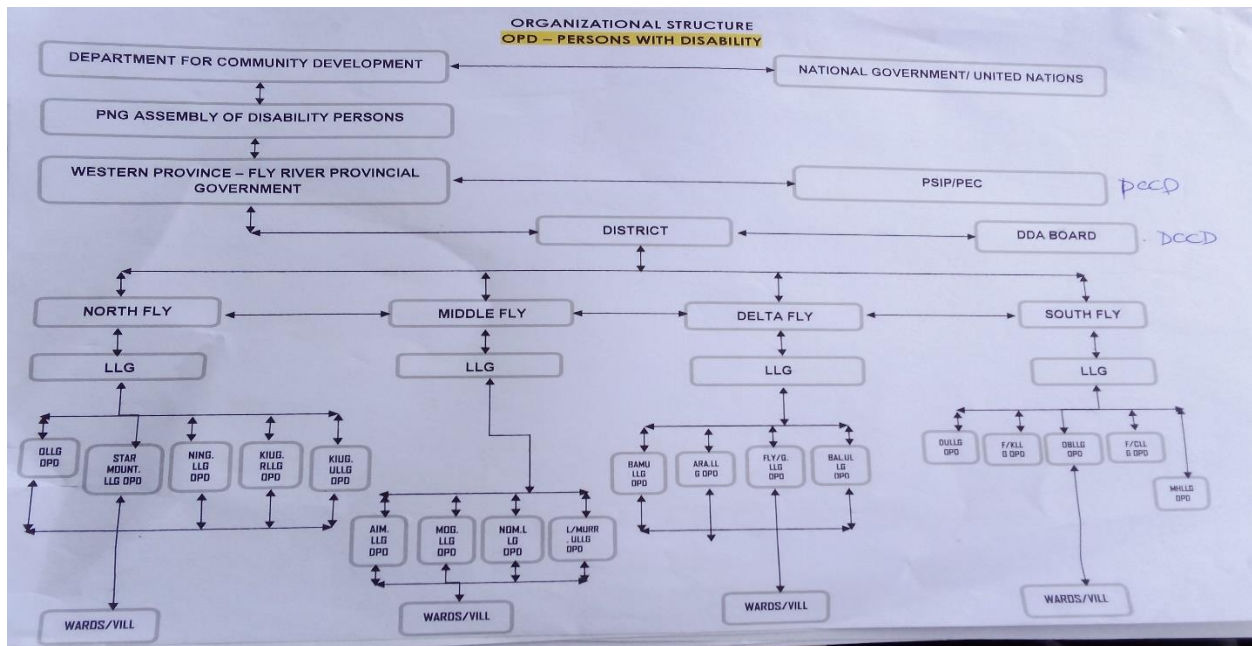 ORGANIZATIONAL STRUCTURE
OPD – PERSONS WITH DISABILITY
DEPARTMENT FOR COMMUNITY DEVELOPMENT
NATIONAL GOVERNMENT/ UNITED NATIONS
PNG ASSEMBLY OF DISABILITY PERSONS
WESTERN PROVINCE – FLY RIVER PROVINCIAL
GOVERNMENT
PSIP/PEC
DCCD
DISTRICT
DDA BOARD
DCCD
NORTH FLY
MIDDLE FLY
DELTA FLY
SOUTH FLY
LLG
LLG
LLG
LLG
OLLG
OPD
STAR
MOUNT.
LLG OPD
NING.
LLG
OPD
KIUG.
RLLG
OPD
KIUG.
ULLG
OPD
AIM.
LLG
OPD
MOG.
LLG
OPD
NOM.L
LG
OPD
L/MURR
. ULLG
OPD
BAMU
LLG
OPD
ARA.LL
G OPD
FLY/G.
LLG
OPD
BAL.UL
LG
OPD
OULLG
OPD
F/KLL
G OPD
OBLLG
OPD
F/CLL
G OPD
MHLLG
OPD
WARDS/VILL
WARDS/VILL
WARDS/VILL
WARDS/VILL